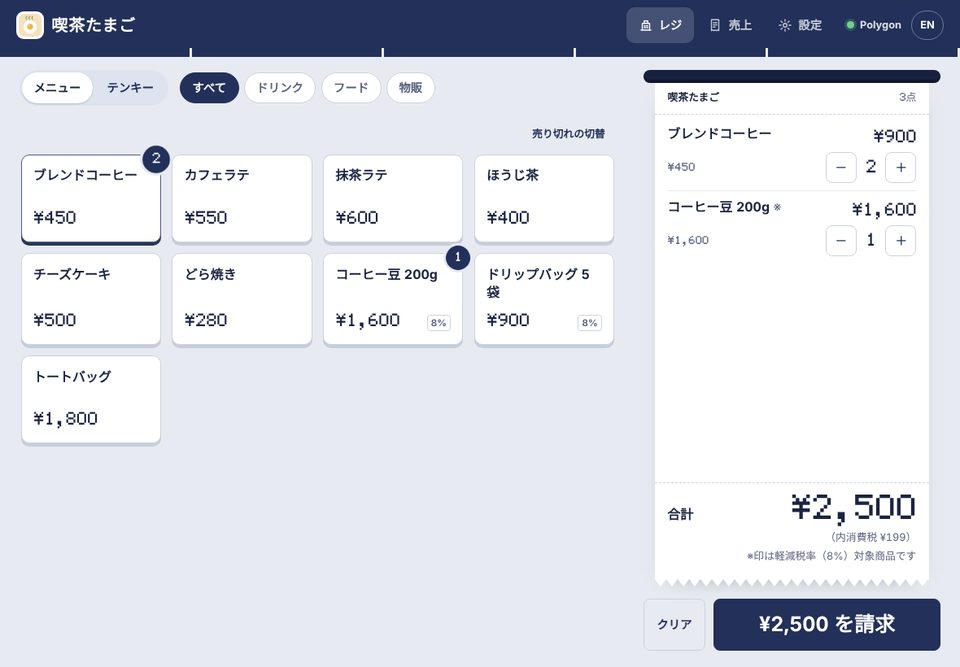 喫茶たまご
レジ
売上
設定
Polygon
EN
メニュー
テンキー
すべて
ドリンク
フード
物販
売り切れの切替
2
ブレンドコーヒー
¥450
カフェラテ
¥550
抹茶ラテ
¥600
ほうじ茶
¥400
チーズケーキ
¥500
どら焼き
¥280
1
コーヒー豆 200g
¥1,600
8%
ドリップバッグ 5
袋
¥900
8%
トートバッグ
¥1,800
喫茶たまご
3点
ブレンドコーヒー
¥900
¥450
− 2 +
コーヒー豆 200g ※
¥1,600
¥1,600
− 1 +
合計
¥2,500
(内消費税 ¥199)
※印は軽減税率（8%）対象商品です
クリア
¥2,500 を請求